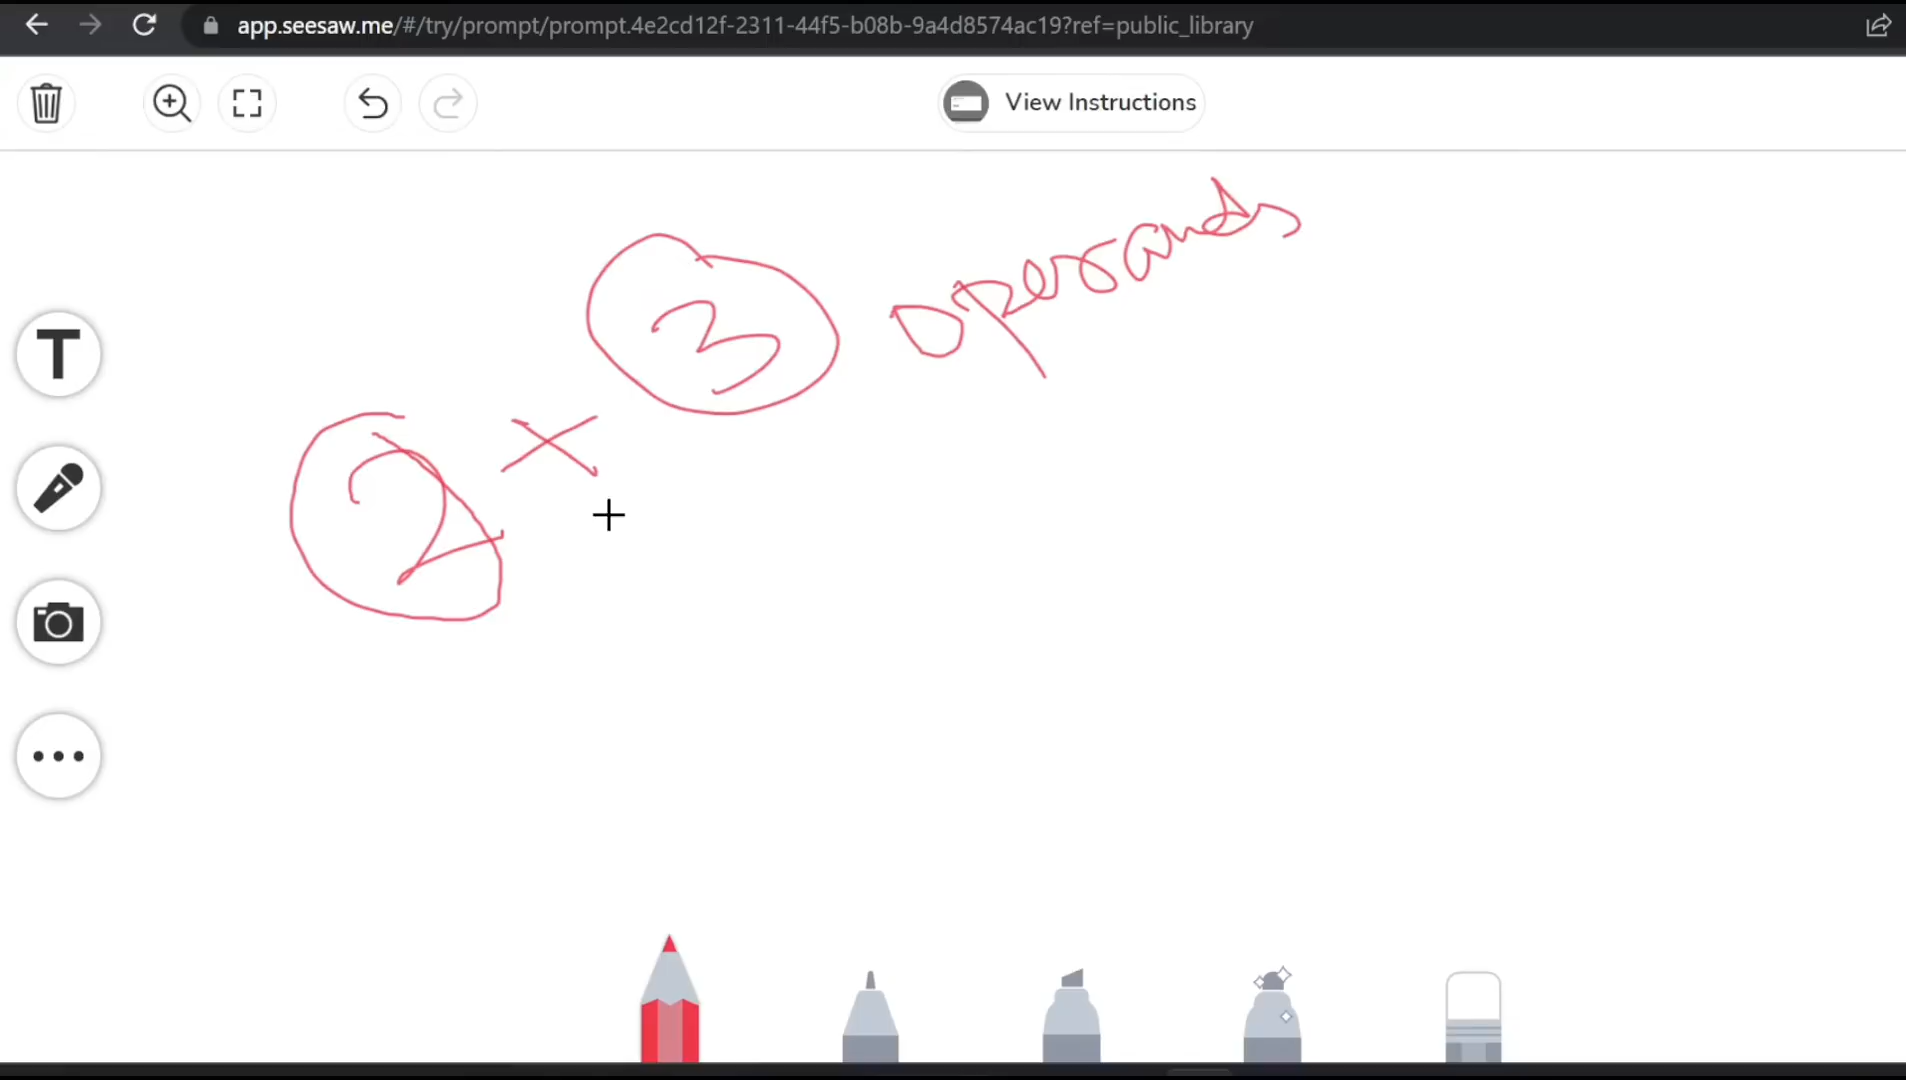 app.seesaw.me/#/try/prompt/prompt.4e2cd12f-2311-44f5-b08b-9a4d8574ac19?ref=public_library
View Instructions
T
3 operands
2 ×